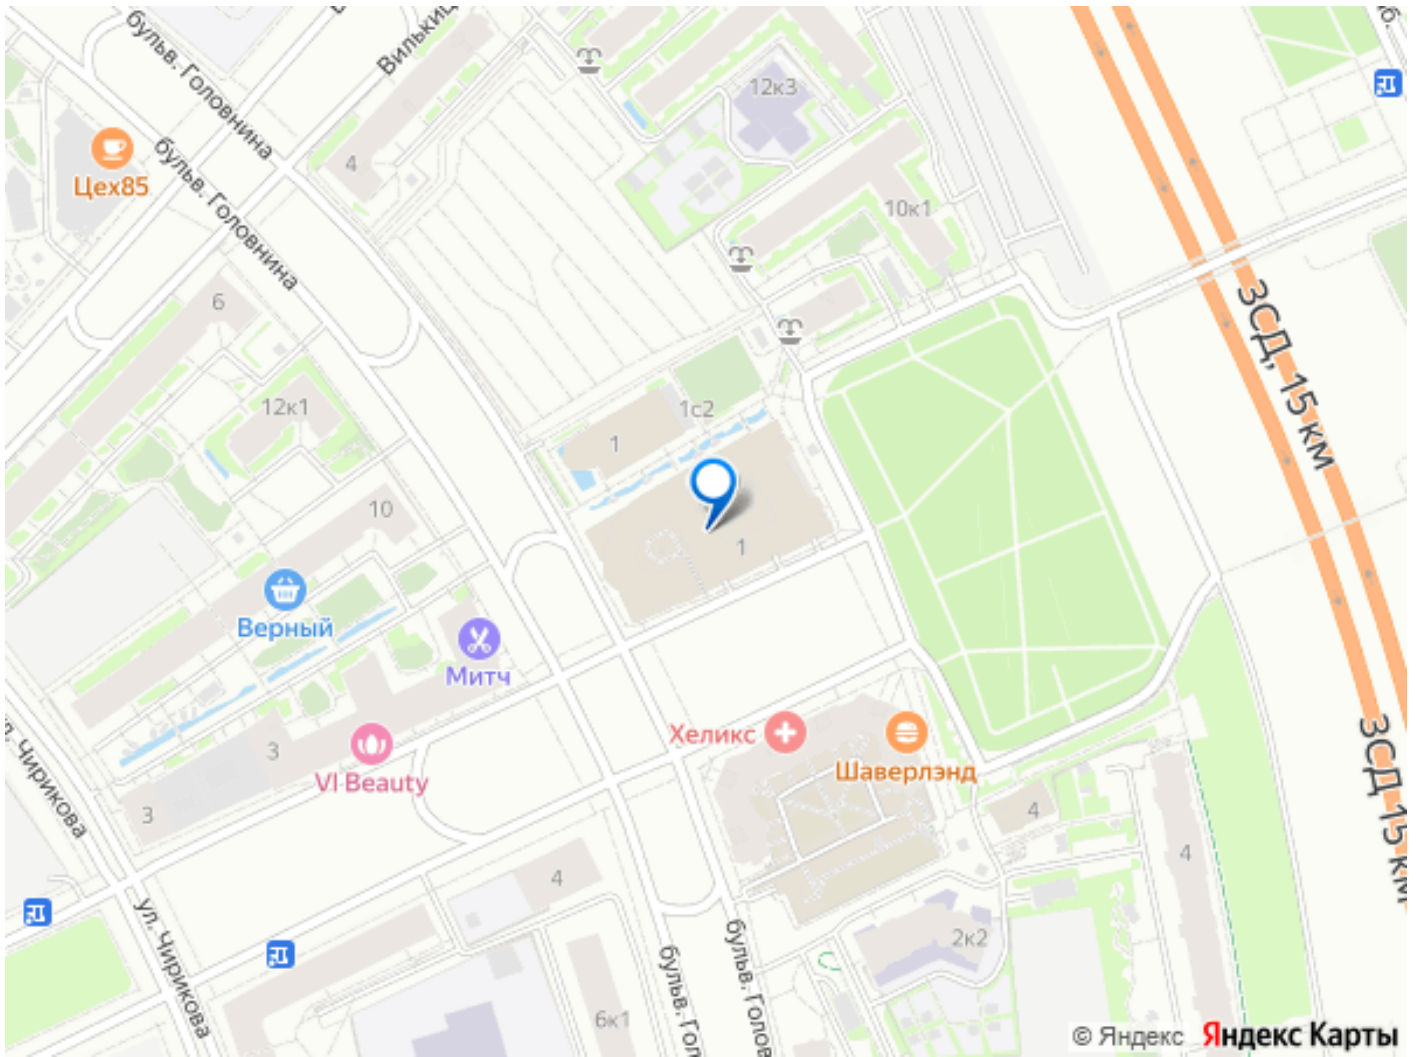 бульв. Головнина
Вилькиц
12к3
Цех85
4
бульв. Головнина
10к1
6
ЗСД, 15 км
12к1
1с2
1
10
1
Верный
Митч
3
VI Beauty
Хеликс
Шаверлэнд
ЗСД 15 км
л. Чирикова
3
4
4
4
ул. Чирикова
2к2
бульв. Гол
бульв. Голов
6к1
© Яндекс Яндекс Карты